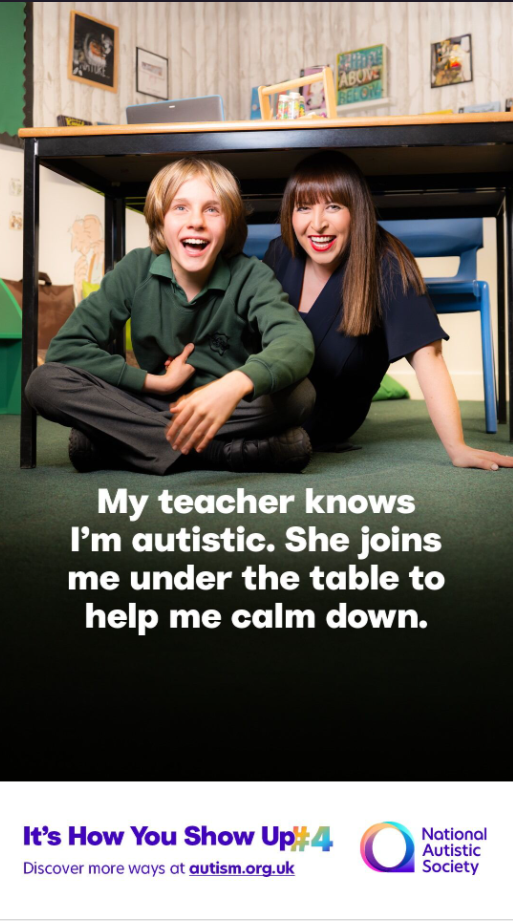 ABOVE
My teacher knows
I'm autistic. She joins
me under the table to
help me calm down.
It's How You Show Up#4
Discover more ways at autism.org.uk
National
Autistic
Society